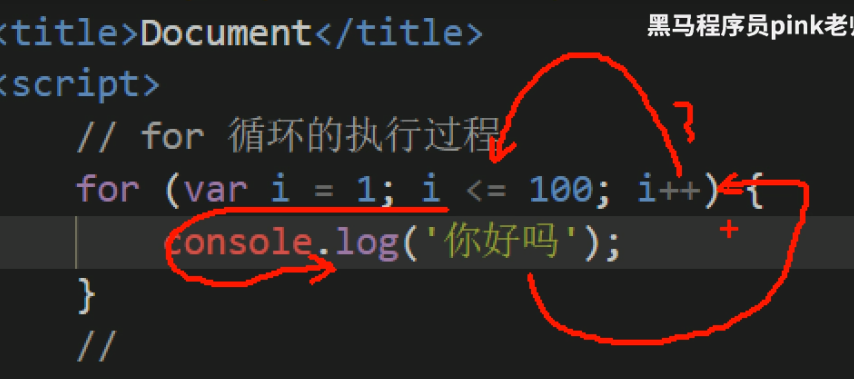 黑马程序员pink老师
<title>Document</title>
<script>
// for 循环的执行过程
for (var i = 1; i <= 100; i++) {
console.log('你好吗');
}
//